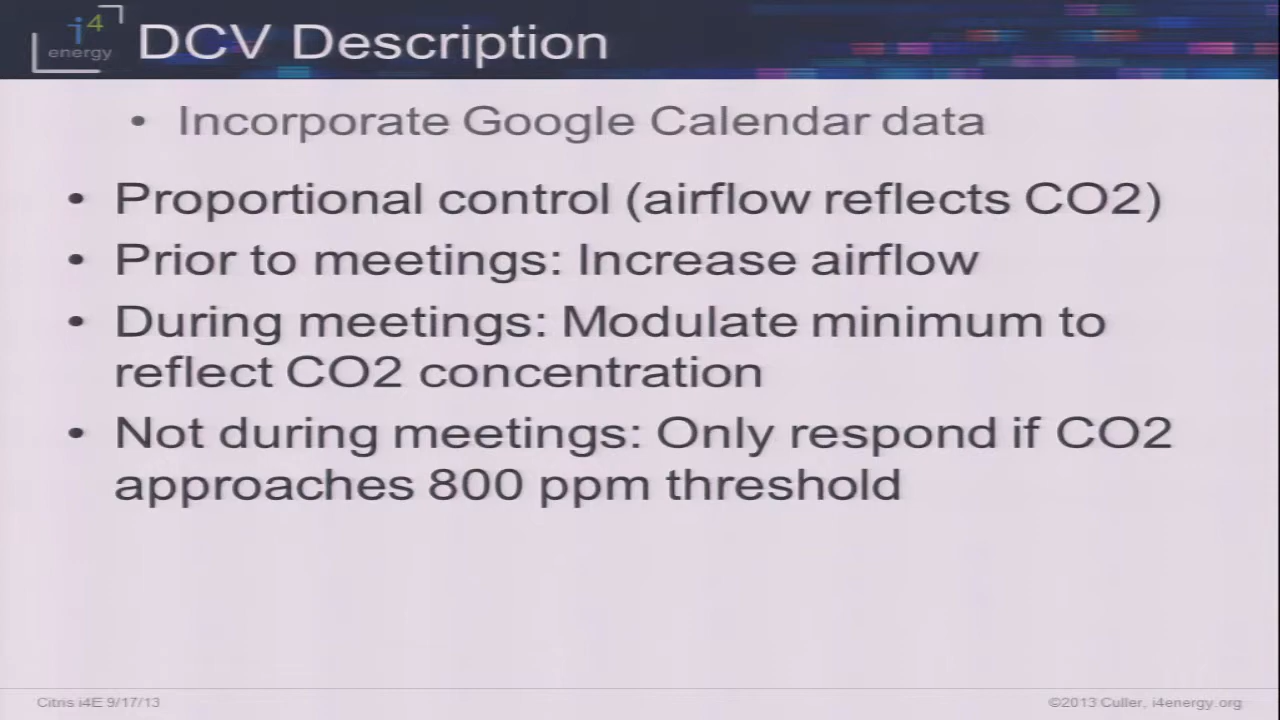 i4
energy
DCV Description
• Incorporate Google Calendar data
• Proportional control (airflow reflects CO2)
• Prior to meetings: Increase airflow
• During meetings: Modulate minimum to
reflect CO2 concentration
• Not during meetings: Only respond if CO2
approaches 800 ppm threshold
Citris i4E 9/17/13
©2013 Culler, i4energy.org